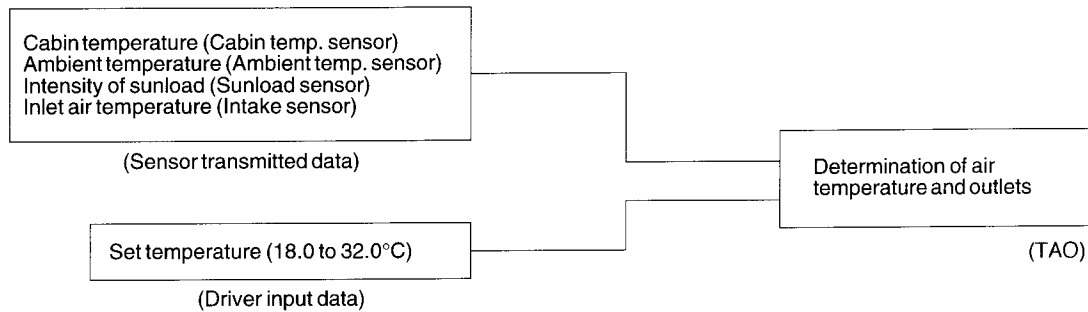 Cabin temperature (Cabin temp. sensor)
Ambient temperature (Ambient temp. sensor)
Intensity of sunload (Sunload sensor)
Inlet air temperature (Intake sensor)
(Sensor transmitted data)
Set temperature (18.0 to 32.0°C)
(Driver input data)
Determination of air
temperature and outlets
(TAO)